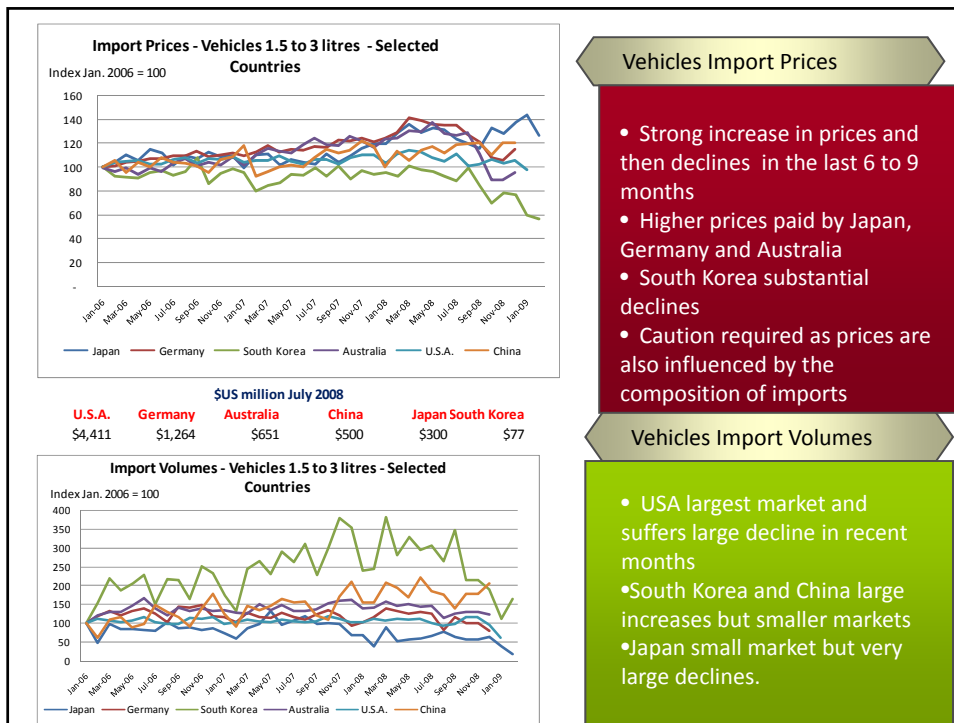 Import Prices - Vehicles 1.5 to 3 litres - Selected
Countries
Index Jan. 2006 = 100
160
140
120
100
80
60
40
20
-
Jan-06
Mar-06
May-06
Jul-06
Sep-06
Nov-06
Jan-07
Mar-07
May-07
Jul-07
Sep-07
Nov-07
Jan-08
Mar-08
May-08
Jul-08
Sep-08
Nov-08
Jan-09
Japan Germany South Korea Australia U.S.A. China
$US million July 2008
U.S.A. Germany Australia China Japan South Korea
$4,411 $1,264 $651 $500 $300 $77
Import Volumes - Vehicles 1.5 to 3 litres - Selected
Countries
Index Jan. 2006 = 100
400
350
300
250
200
150
100
50
0
Jan-06
Mar-06
May-06
Jul-06
Sep-06
Nov-06
Jan-07
Mar-07
May-07
Jul-07
Sep-07
Nov-07
Jan-08
Mar-08
May-08
Jul-08
Sep-08
Nov-08
Jan-09
Japan Germany South Korea Australia U.S.A. China
Vehicles Import Prices
• Strong increase in prices and
then declines in the last 6 to 9
months
• Higher prices paid by Japan,
Germany and Australia
• South Korea substantial
declines
• Caution required as prices are
also influenced by the
composition of imports
Vehicles Import Volumes
• USA largest market and
suffers large decline in recent
months
•South Korea and China large
increases but smaller markets
•Japan small market but very
large declines.